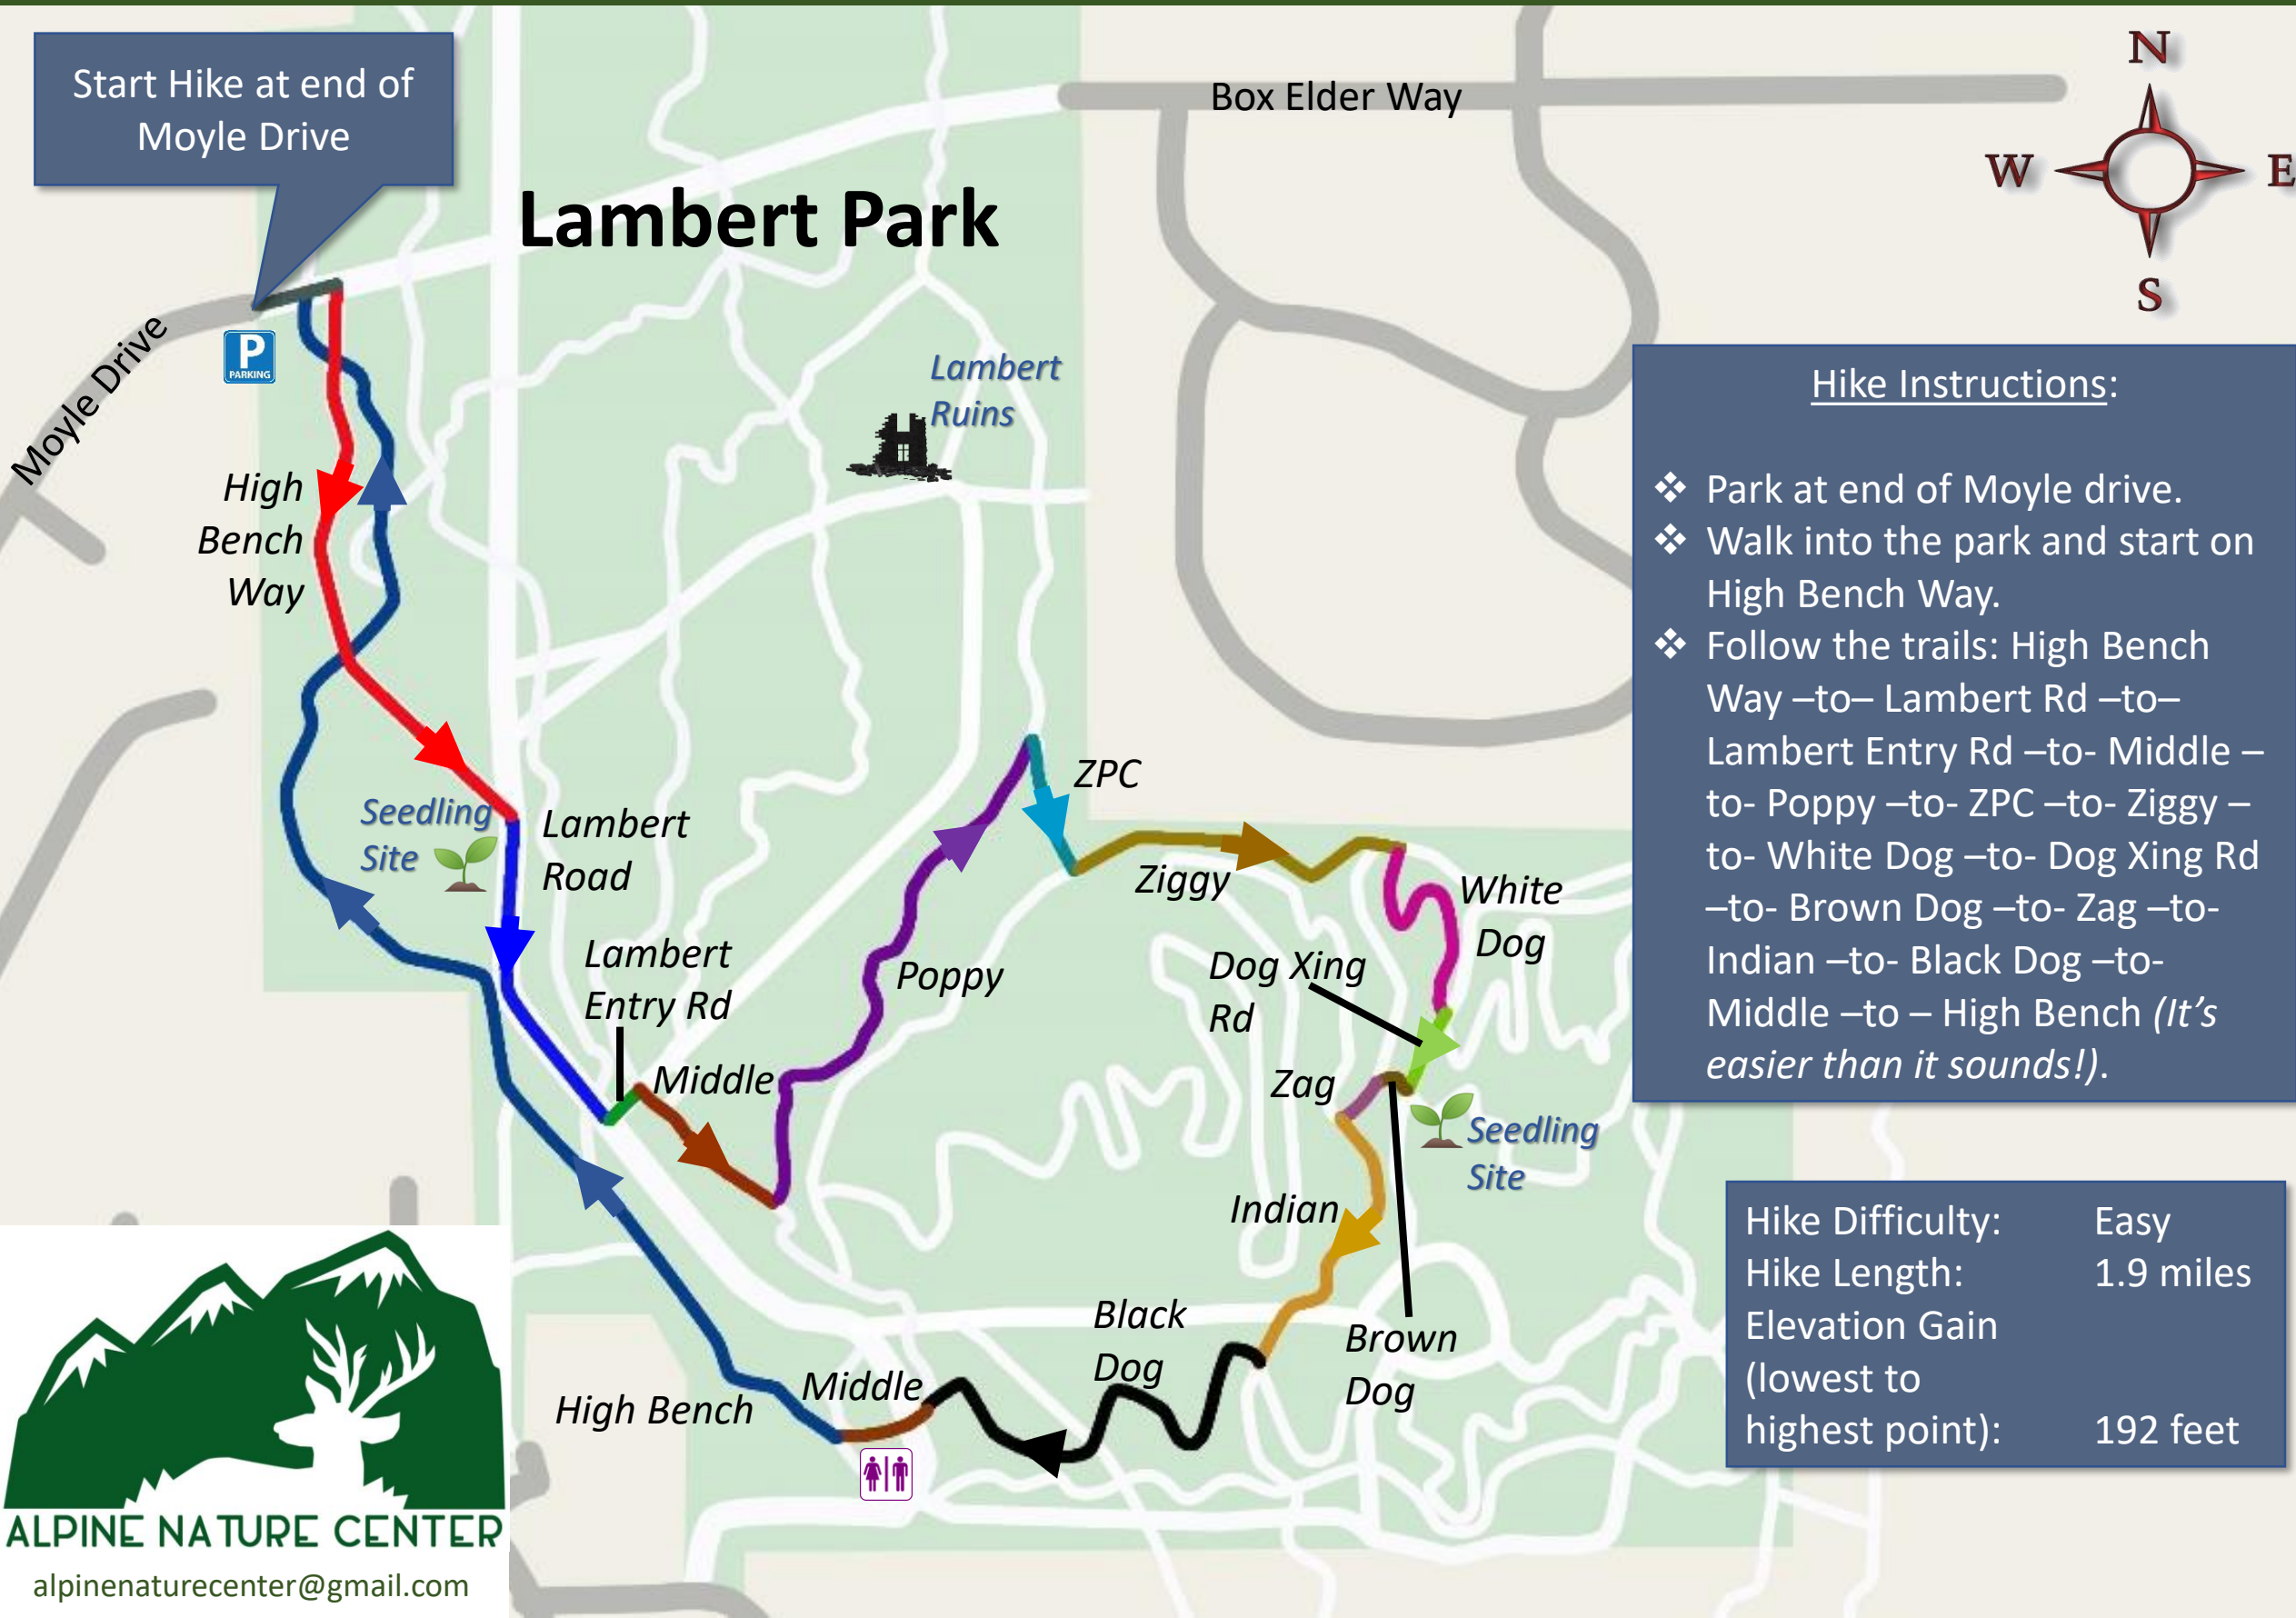 Start Hike at end of
Moyle Drive
Box Elder Way
N
W
E
S
Lambert Park
Moyle Drive
P
PARKING
Lambert
Ruins
High
Bench
Way
Hike Instructions:
❖ Park at end of Moyle drive.
❖ Walk into the park and start on
High Bench Way.
❖ Follow the trails: High Bench
Way –to– Lambert Rd –to–
Lambert Entry Rd –to- Middle –
to- Poppy –to- ZPC –to- Ziggy –
to- White Dog –to- Dog Xing Rd
–to- Brown Dog –to- Zag –to-
Indian –to- Black Dog –to-
Middle –to – High Bench (It’s
easier than it sounds!).
ZPC
Seedling
Site
Lambert
Road
Ziggy
White
Dog
Lambert
Entry Rd
Poppy
Dog Xing
Rd
Middle
Zag
Seedling
Site
Indian
Black
Dog
Brown
Dog
Middle
High Bench
Hike Difficulty: Easy
Hike Length: 1.9 miles
Elevation Gain
(lowest to
highest point): 192 feet
ALPINE NATURE CENTER
alpinenaturecenter@gmail.com